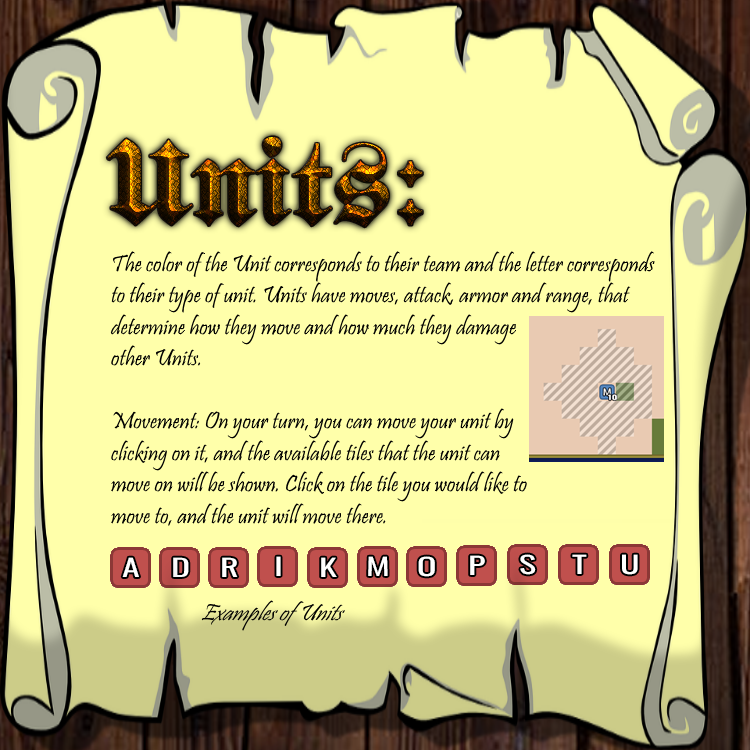 Units:
The color of the Unit corresponds to their team and the letter corresponds
to their type of unit. Units have moves, attack, armor and range, that
determine how they move and how much they damage
other Units.
M
10
Movement: On your turn, you can move your unit by
clicking on it, and the available tiles that the unit can
move on will be shown. Click on the tile you would like to
move to, and the unit will move there.
A D R I K M O P S T U
Examples of Units